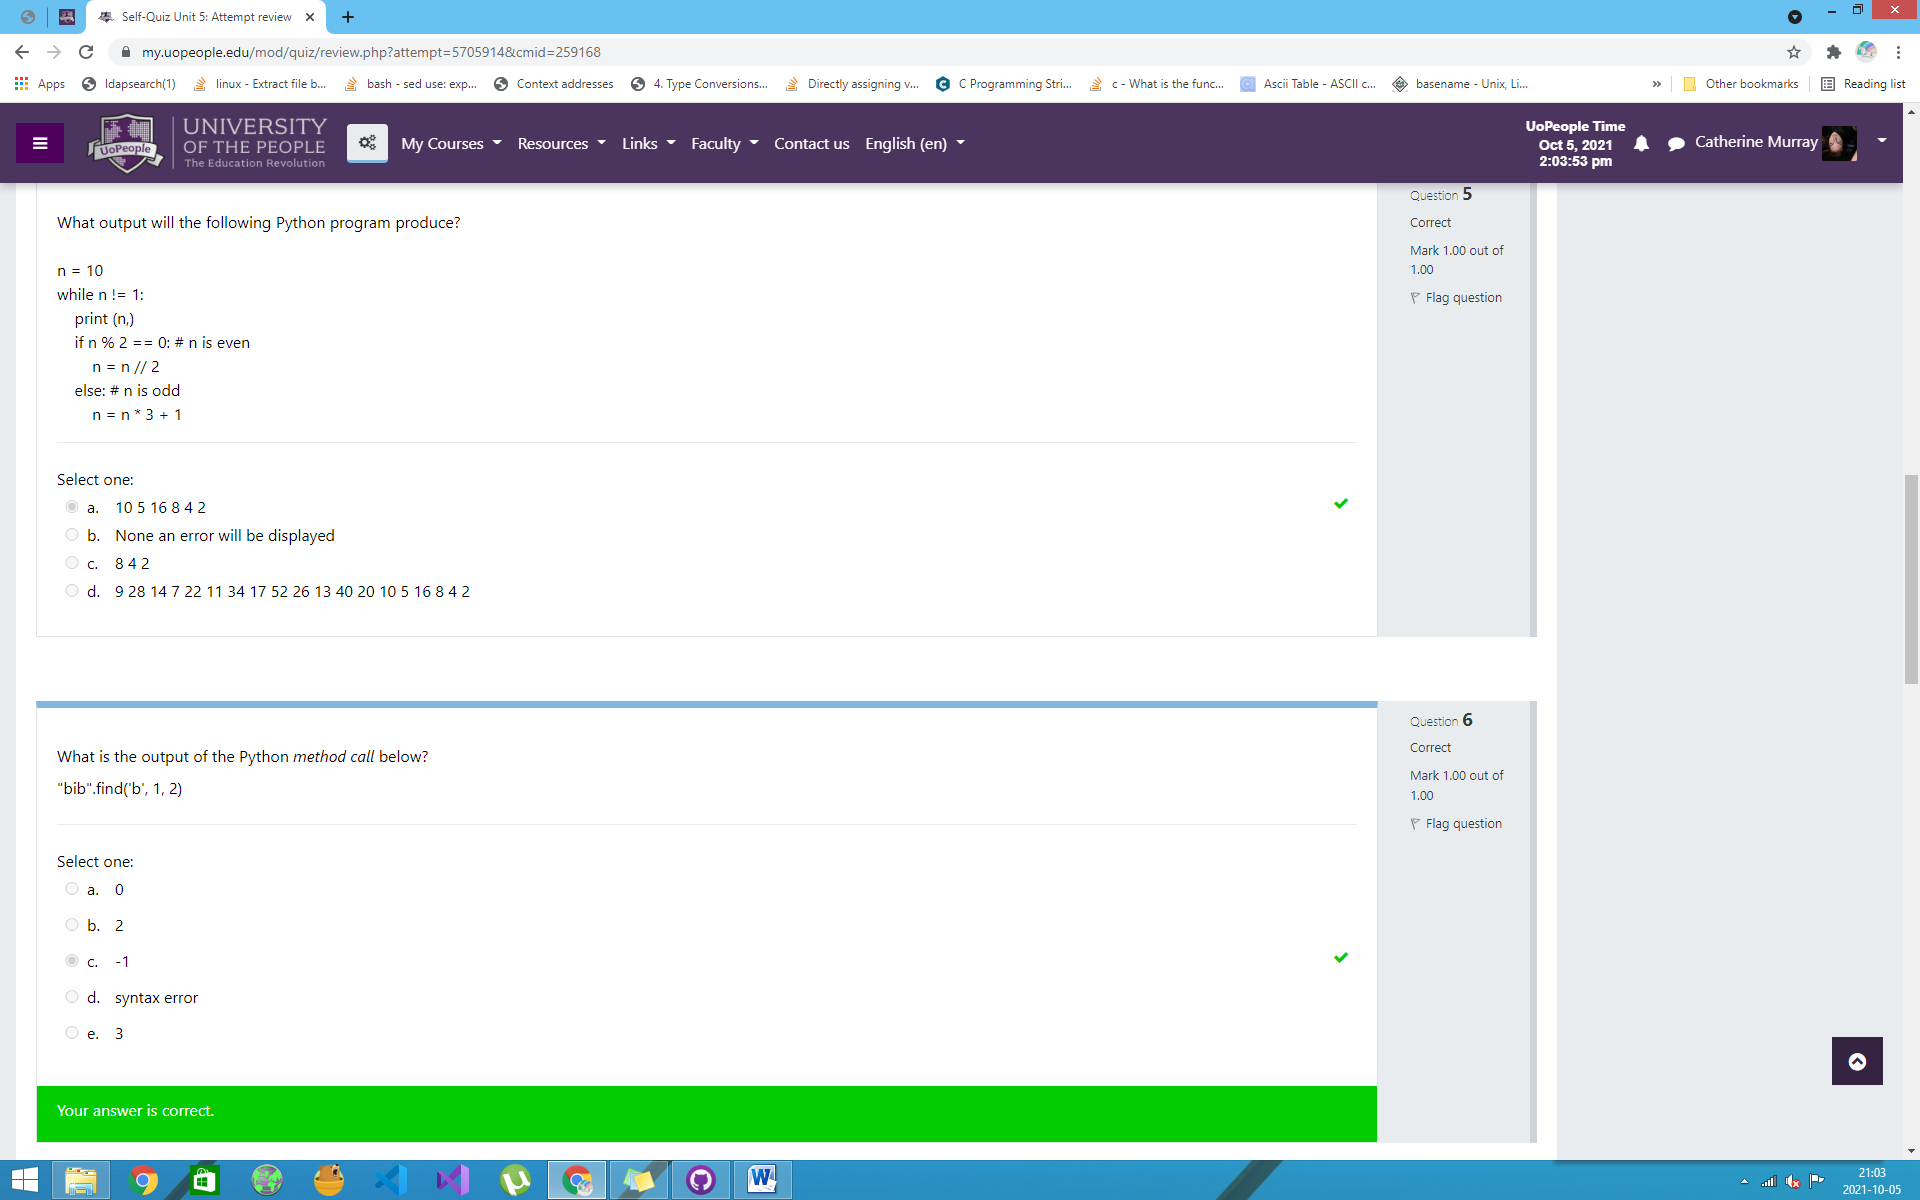 Self-Quiz Unit 5: Attempt review
my.uopeople.edu/mod/quiz/review.php?attempt=5705914&cmid=259168
Apps ldapsearch(1) linux - Extract file b... bash - sed use: exp... Context addresses 4. Type Conversions... Directly assigning v... C Programming Stri... c - What is the func... Ascii Table - ASCII c... basename - Unix, Li... » Other bookmarks Reading list
UoPeople
UNIVERSITY
OF THE PEOPLE
The Education Revolution
My Courses Resources Links Faculty Contact us English (en)
UoPeople Time
Oct 5, 2021
2:03:53 pm
Catherine Murray
Question 5
Correct
Mark 1.00 out of
1.00
Flag question
What output will the following Python program produce?
n = 10
while n != 1:
print (n,)
if n % 2 == 0: # n is even
n = n // 2
else: # n is odd
n = n * 3 + 1
Select one:
a. 10 5 16 8 4 2
b. None an error will be displayed
c. 8 4 2
d. 9 28 14 7 22 11 34 17 52 26 13 40 20 10 5 16 8 4 2
Question 6
Correct
Mark 1.00 out of
1.00
Flag question
What is the output of the Python method call below?
"bib".find('b', 1, 2)
Select one:
a. 0
b. 2
c. -1
d. syntax error
e. 3
Your answer is correct.
21:03
2021-10-05